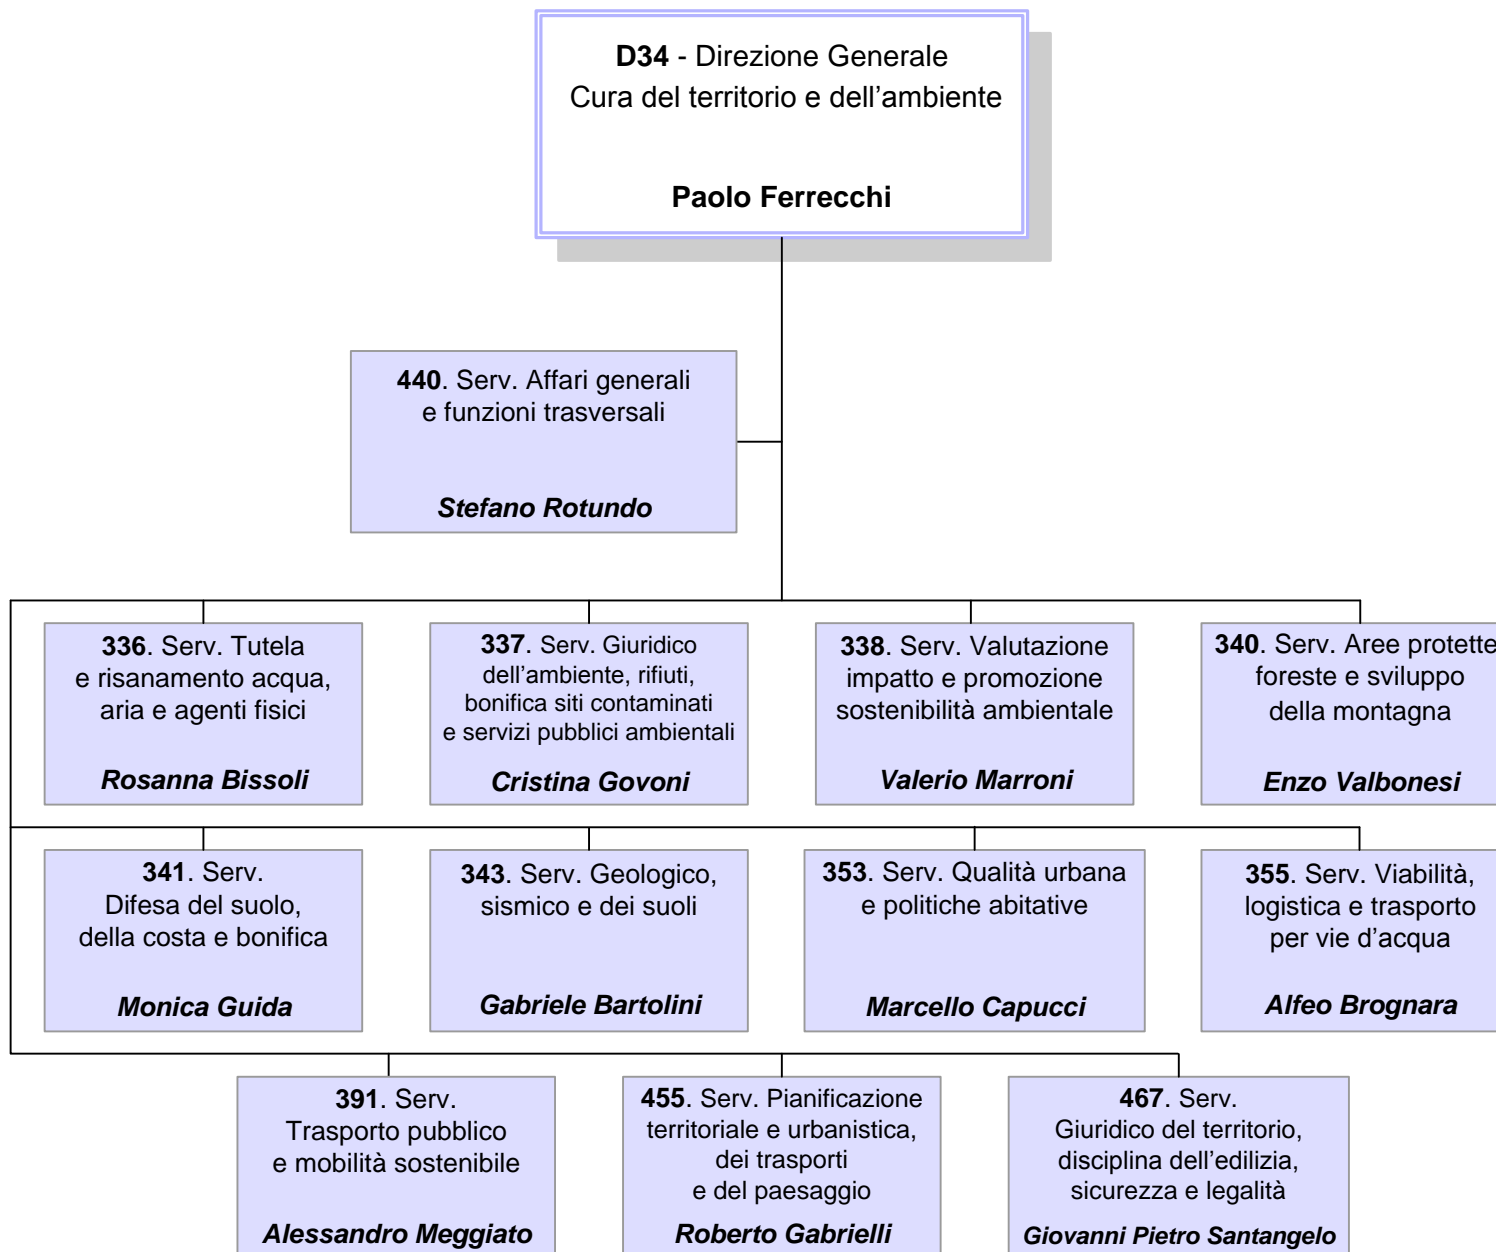 D34 - Direzione Generale
Cura del territorio e dell’ambiente
Paolo Ferrecchi
440. Serv. Affari generali
e funzioni trasversali
Stefano Rotundo
336. Serv. Tutela
e risanamento acqua,
aria e agenti fisici
Rosanna Bissoli
337. Serv. Giuridico
dell’ambiente, rifiuti,
bonifica siti contaminati
e servizi pubblici ambientali
Cristina Govoni
338. Serv. Valutazione
impatto e promozione
sostenibilità ambientale
Valerio Marroni
340. Serv. Aree protette
foreste e sviluppo
della montagna
Enzo Valbonesi
341. Serv.
Difesa del suolo,
della costa e bonifica
Monica Guida
343. Serv. Geologico,
sismico e dei suoli
Gabriele Bartolini
353. Serv. Qualità urbana
e politiche abitative
Marcello Capucci
355. Serv. Viabilità,
logistica e trasporto
per vie d’acqua
Alfeo Brognara
391. Serv.
Trasporto pubblico
e mobilità sostenibile
Alessandro Meggiato
455. Serv. Pianificazione
territoriale e urbanistica,
dei trasporti
e del paesaggio
Roberto Gabrielli
467. Serv.
Giuridico del territorio,
disciplina dell’edilizia,
sicurezza e legalità
Giovanni Pietro Santangelo